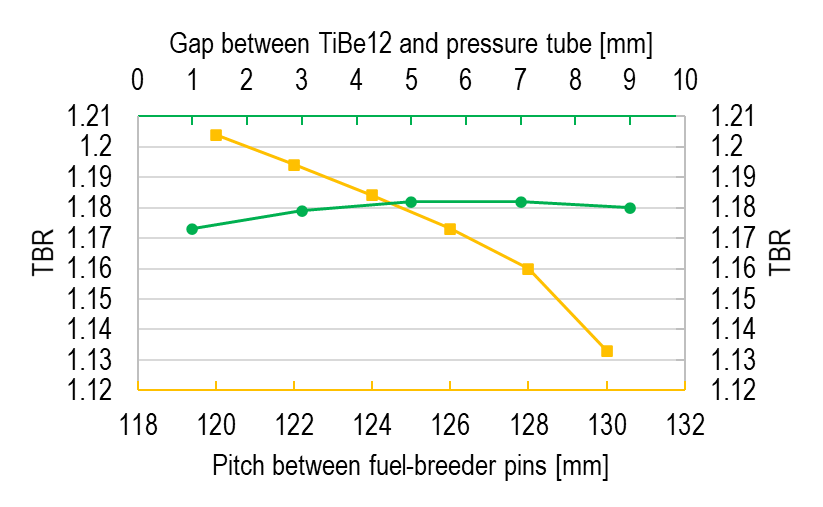 Gap between TiBe12 and pressure tube [mm]
0 1 2 3 4 5 6 7 8 9 10
1.21 1.21
1.2 1.2
1.19 1.19
1.18 1.18
1.17 1.17
TBR TBR
1.16 1.16
1.15 1.15
1.14 1.14
1.13 1.13
1.12 1.12
118 120 122 124 126 128 130 132
Pitch between fuel-breeder pins [mm]